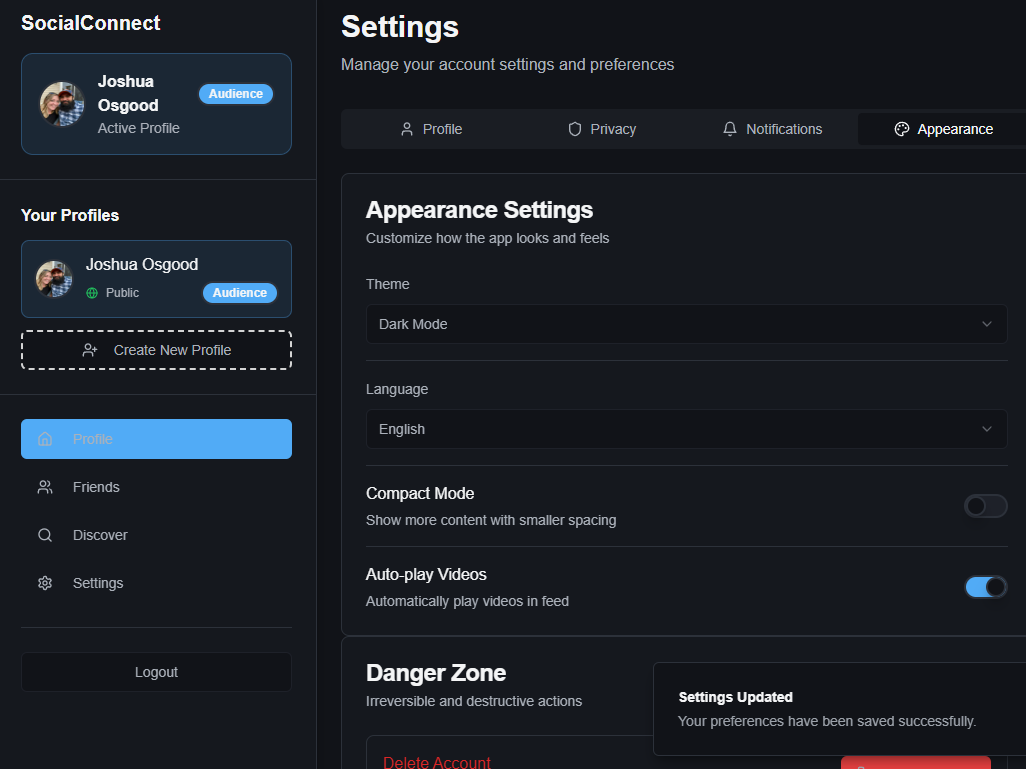 SocialConnect
Joshua
Osgood
Audience
Active Profile
Your Profiles
Joshua Osgood
Public
Audience
Create New Profile
Profile
Friends
Discover
Settings
Logout
Settings
Manage your account settings and preferences
Profile
Privacy
Notifications
Appearance
Appearance Settings
Customize how the app looks and feels
Theme
Dark Mode
Language
English
Compact Mode
Show more content with smaller spacing
Auto-play Videos
Automatically play videos in feed
Danger Zone
Irreversible and destructive actions
Delete Account
Settings Updated
Your preferences have been saved successfully.